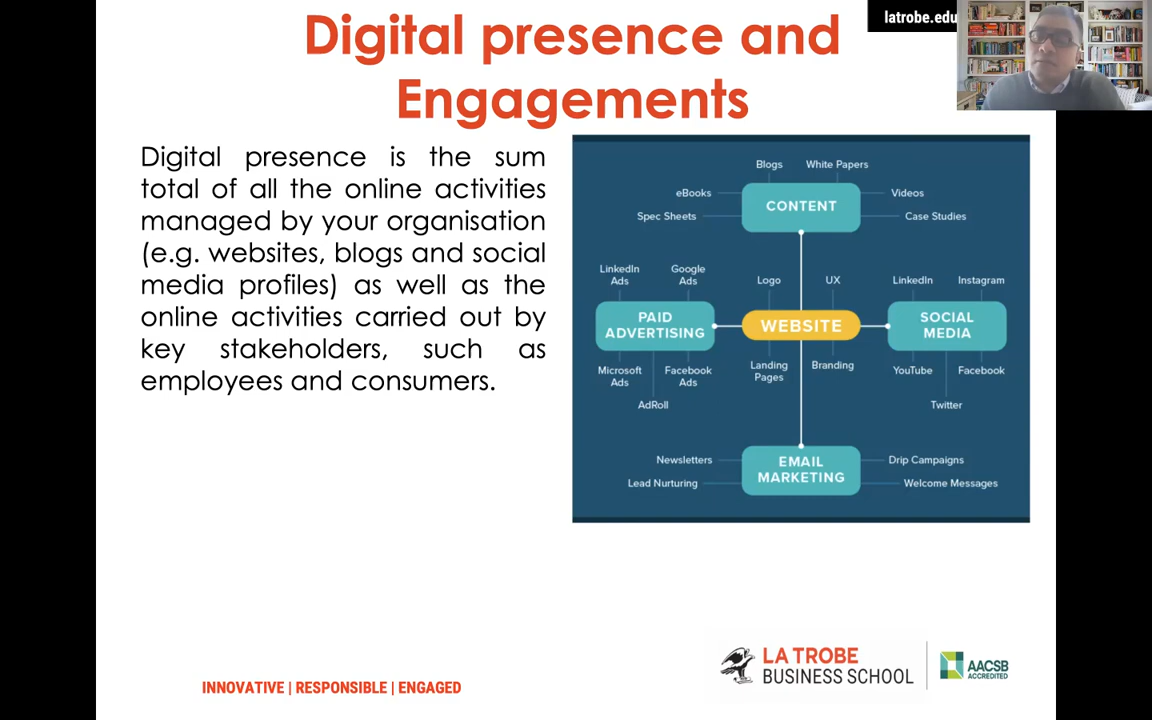 Digital presence and
Engagements
latrobe.edu
Digital presence is the sum
total of all the online activities
managed by your organisation
(e.g. websites, blogs and social
media profiles) as well as the
online activities carried out by
key stakeholders, such as
employees and consumers.
Blogs White Papers
eBooks
Spec Sheets
CONTENT
Videos
Case Studies
LinkedIn
Ads
Google
Ads
PAID
ADVERTISING
Microsoft
Ads
Facebook
Ads
AdRoll
Logo UX
WEBSITE
Landing
Pages
Branding
LinkedIn Instagram
SOCIAL
MEDIA
YouTube Facebook
Twitter
Newsletters
Lead Nurturing
EMAIL
MARKETING
Drip Campaigns
Welcome Messages
INNOVATIVE | RESPONSIBLE | ENGAGED
LA TROBE
BUSINESS SCHOOL
AACSB
ACCREDITED